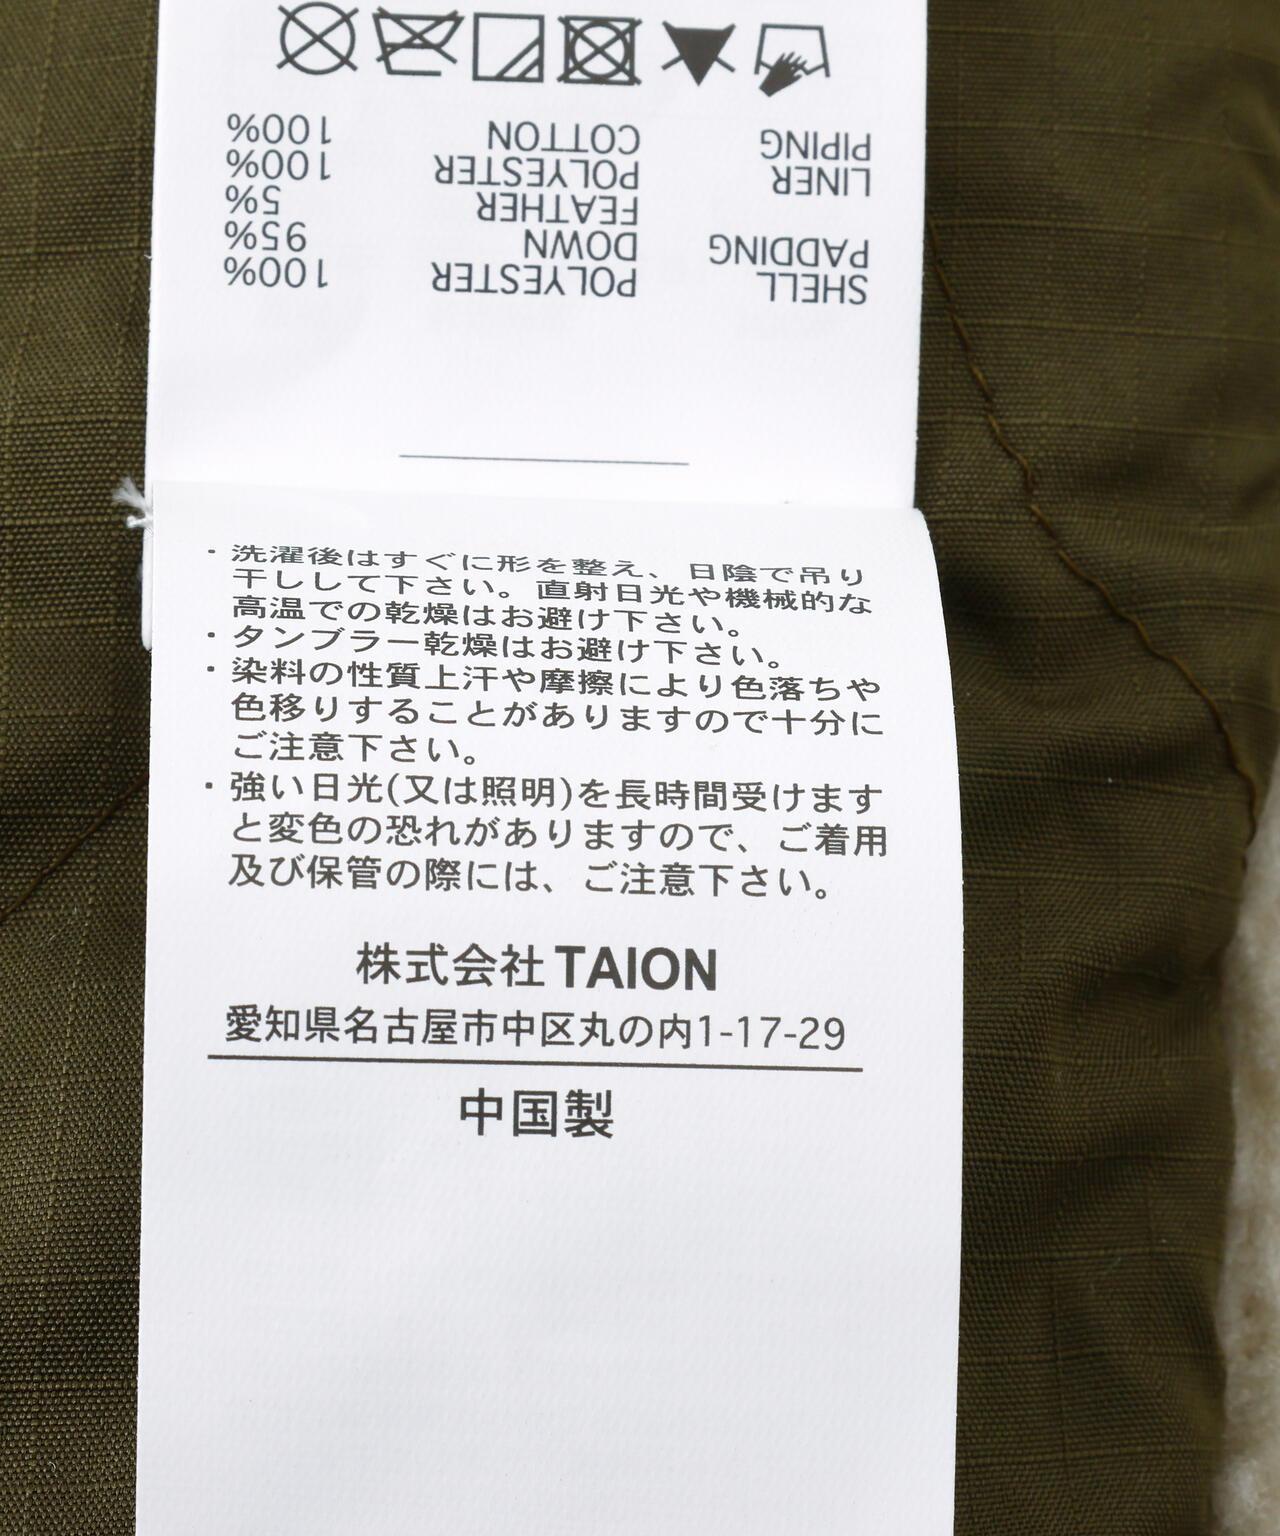 SHELL POLYESTER 100%
PADDING DOWN 95%
FEATHER 5%
LINER POLYESTER 100%
PIPING COTTON 100%
・洗濯後はすぐに形を整え、日陰で吊り
干しして下さい。直射日光や機械的な
高温での乾燥はお避け下さい。
・タンブラー乾燥はお避け下さい。
・染料の性質上汗や摩擦により色落ちや
色移りすることがありますので十分に
ご注意下さい。
・強い日光(又は照明)を長時間受けます
と変色の恐れがありますので、ご着用
及び保管の際には、ご注意下さい。
株式会社TAION
愛知県名古屋市中区丸の内1-17-29
中国製